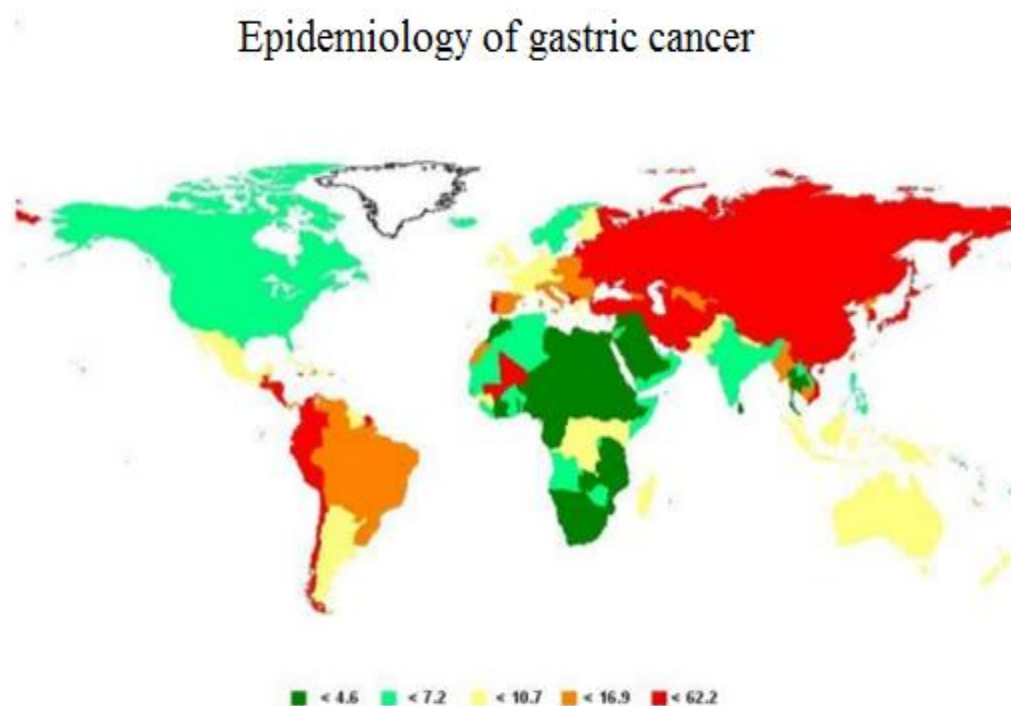 Epidemiology of gastric cancer
< 4.6 < 7.2 < 10.7 < 16.9 < 62.2